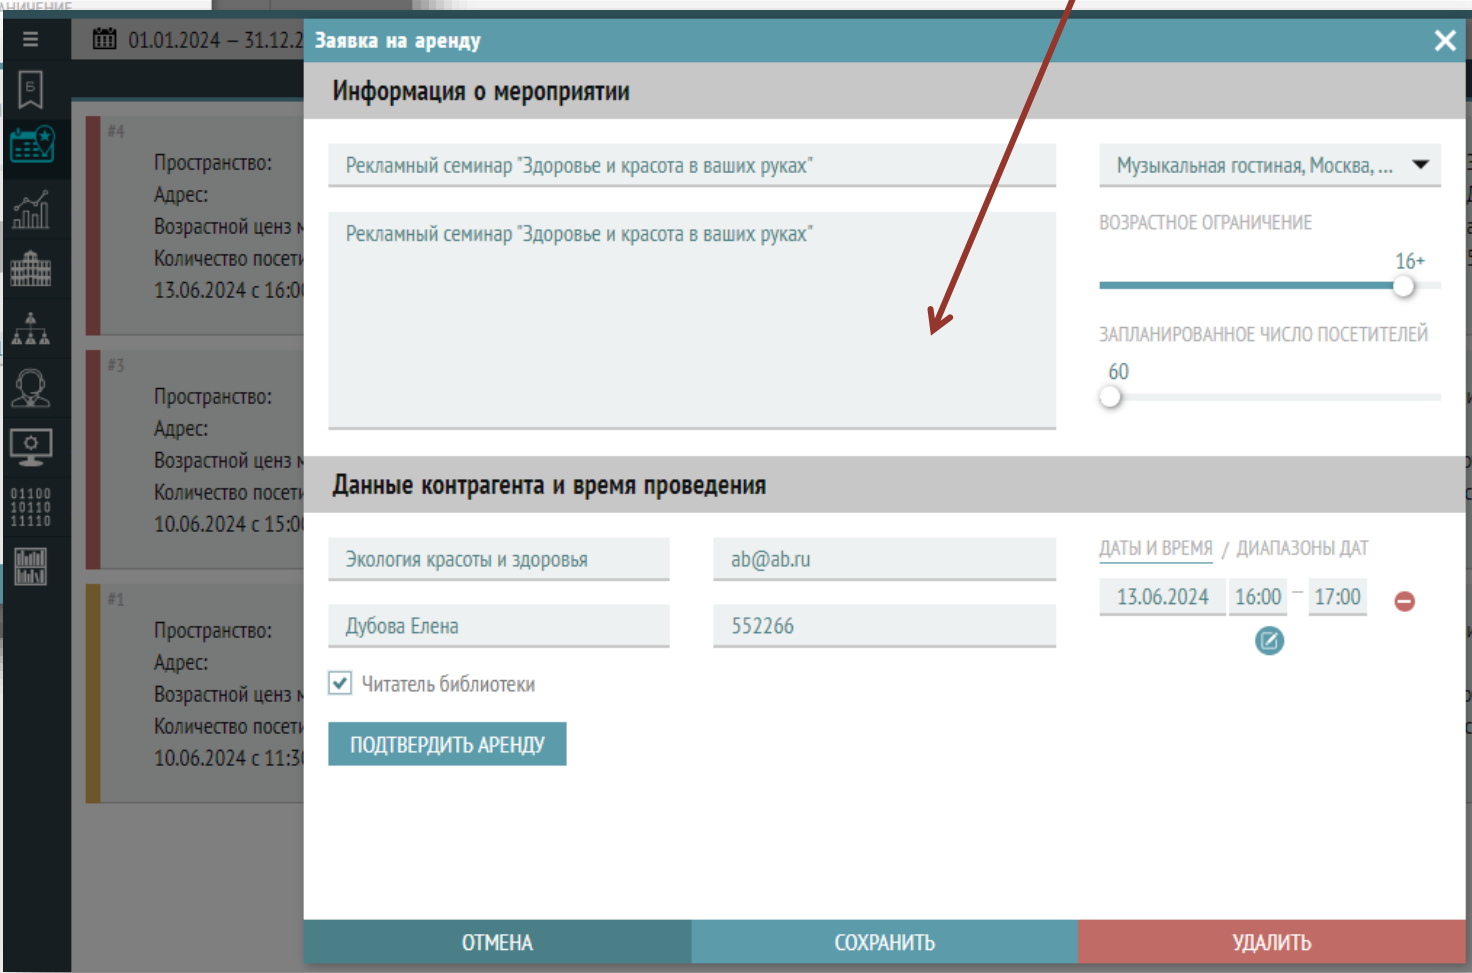 01.01.2024 – 31.12.2
Заявка на аренду
Информация о мероприятии
Рекламный семинар "Здоровье и красота в ваших руках"
Музыкальная гостиная, Москва, ...
Рекламный семинар "Здоровье и красота в ваших руках"
ВОЗРАСТНОЕ ОГРАНИЧЕНИЕ
16+
ЗАПЛАНИРОВАННОЕ ЧИСЛО ПОСЕТИТЕЛЕЙ
60
Данные контрагента и время проведения
Экология красоты и здоровья
ab@ab.ru
ДАТЫ И ВРЕМЯ / ДИАПАЗОНЫ ДАТ
13.06.2024 16:00 – 17:00
Дубова Елена
552266
Читатель библиотеки
ПОДТВЕРДИТЬ АРЕНДУ
ОТМЕНА
СОХРАНИТЬ
УДАЛИТЬ
Б
01100
10110
11110
#4
Пространство:
Адрес:
Возрастной ценз
Количество
13.06.2024 с 16:0
#3
Пространство:
Адрес:
Возрастной ценз
Количество
10.06.2024 с 15:0
#1
Пространство:
Адрес:
Возрастной ценз
Количество
10.06.2024 с 11:3